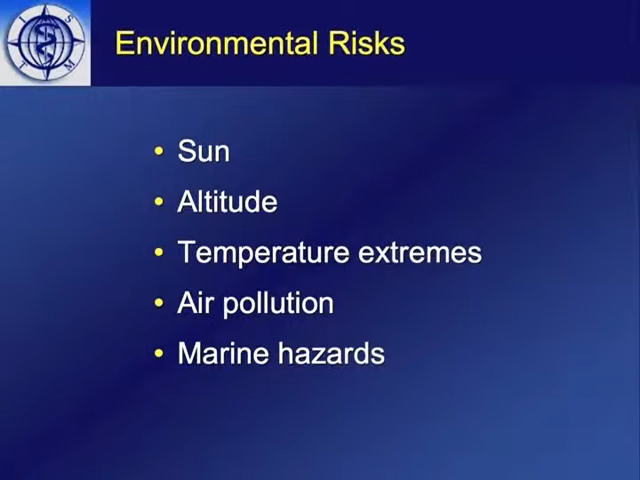 I S T M
Environmental Risks
• Sun
• Altitude
• Temperature extremes
• Air pollution
• Marine hazards